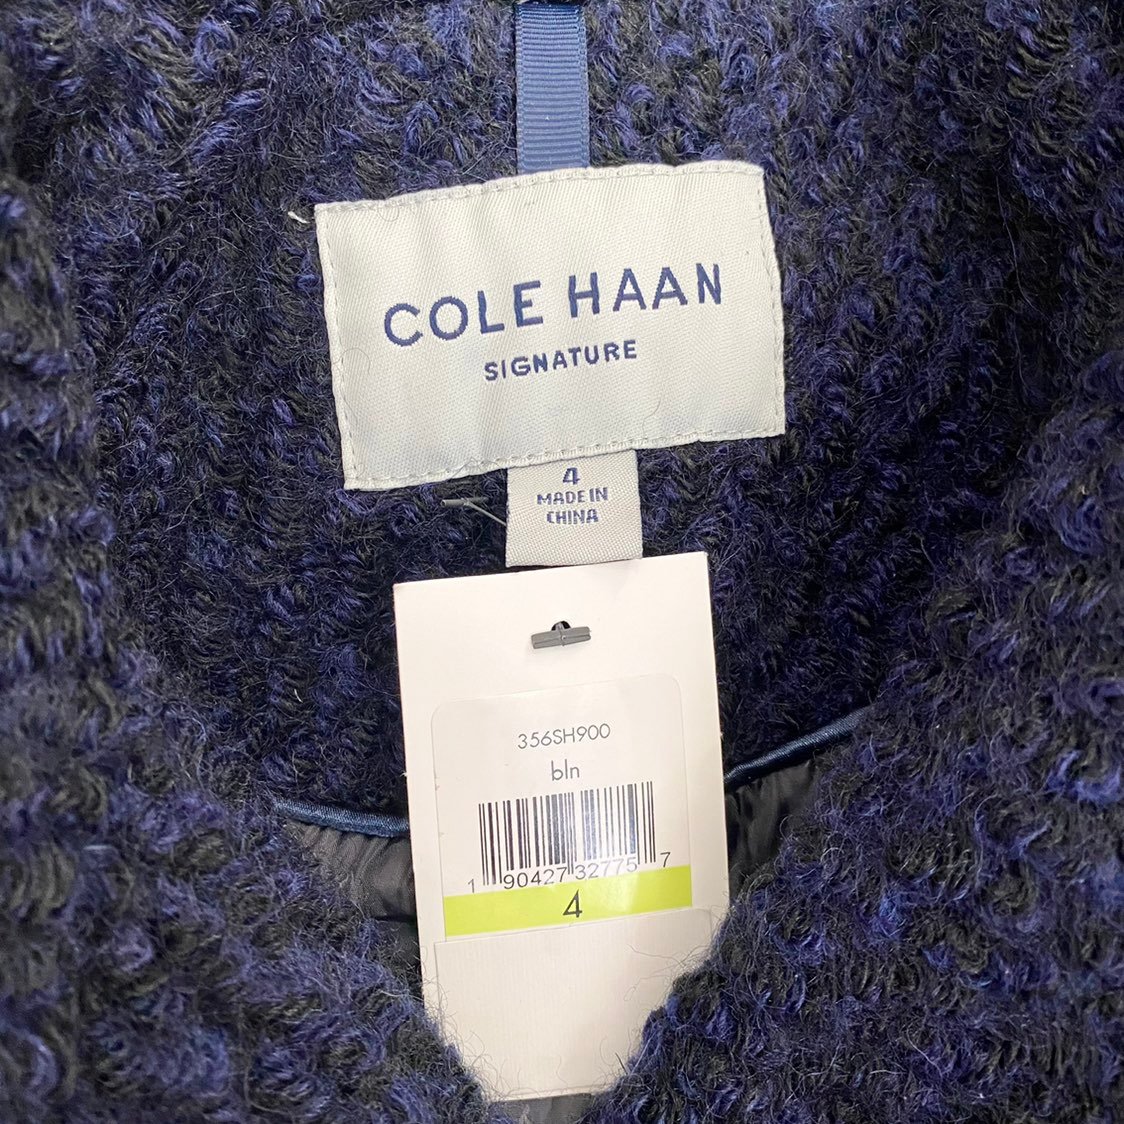 COLE HAAN
SIGNATURE
4
MADE IN
CHINA
356SH900
bln
1 90427 32775 7
4